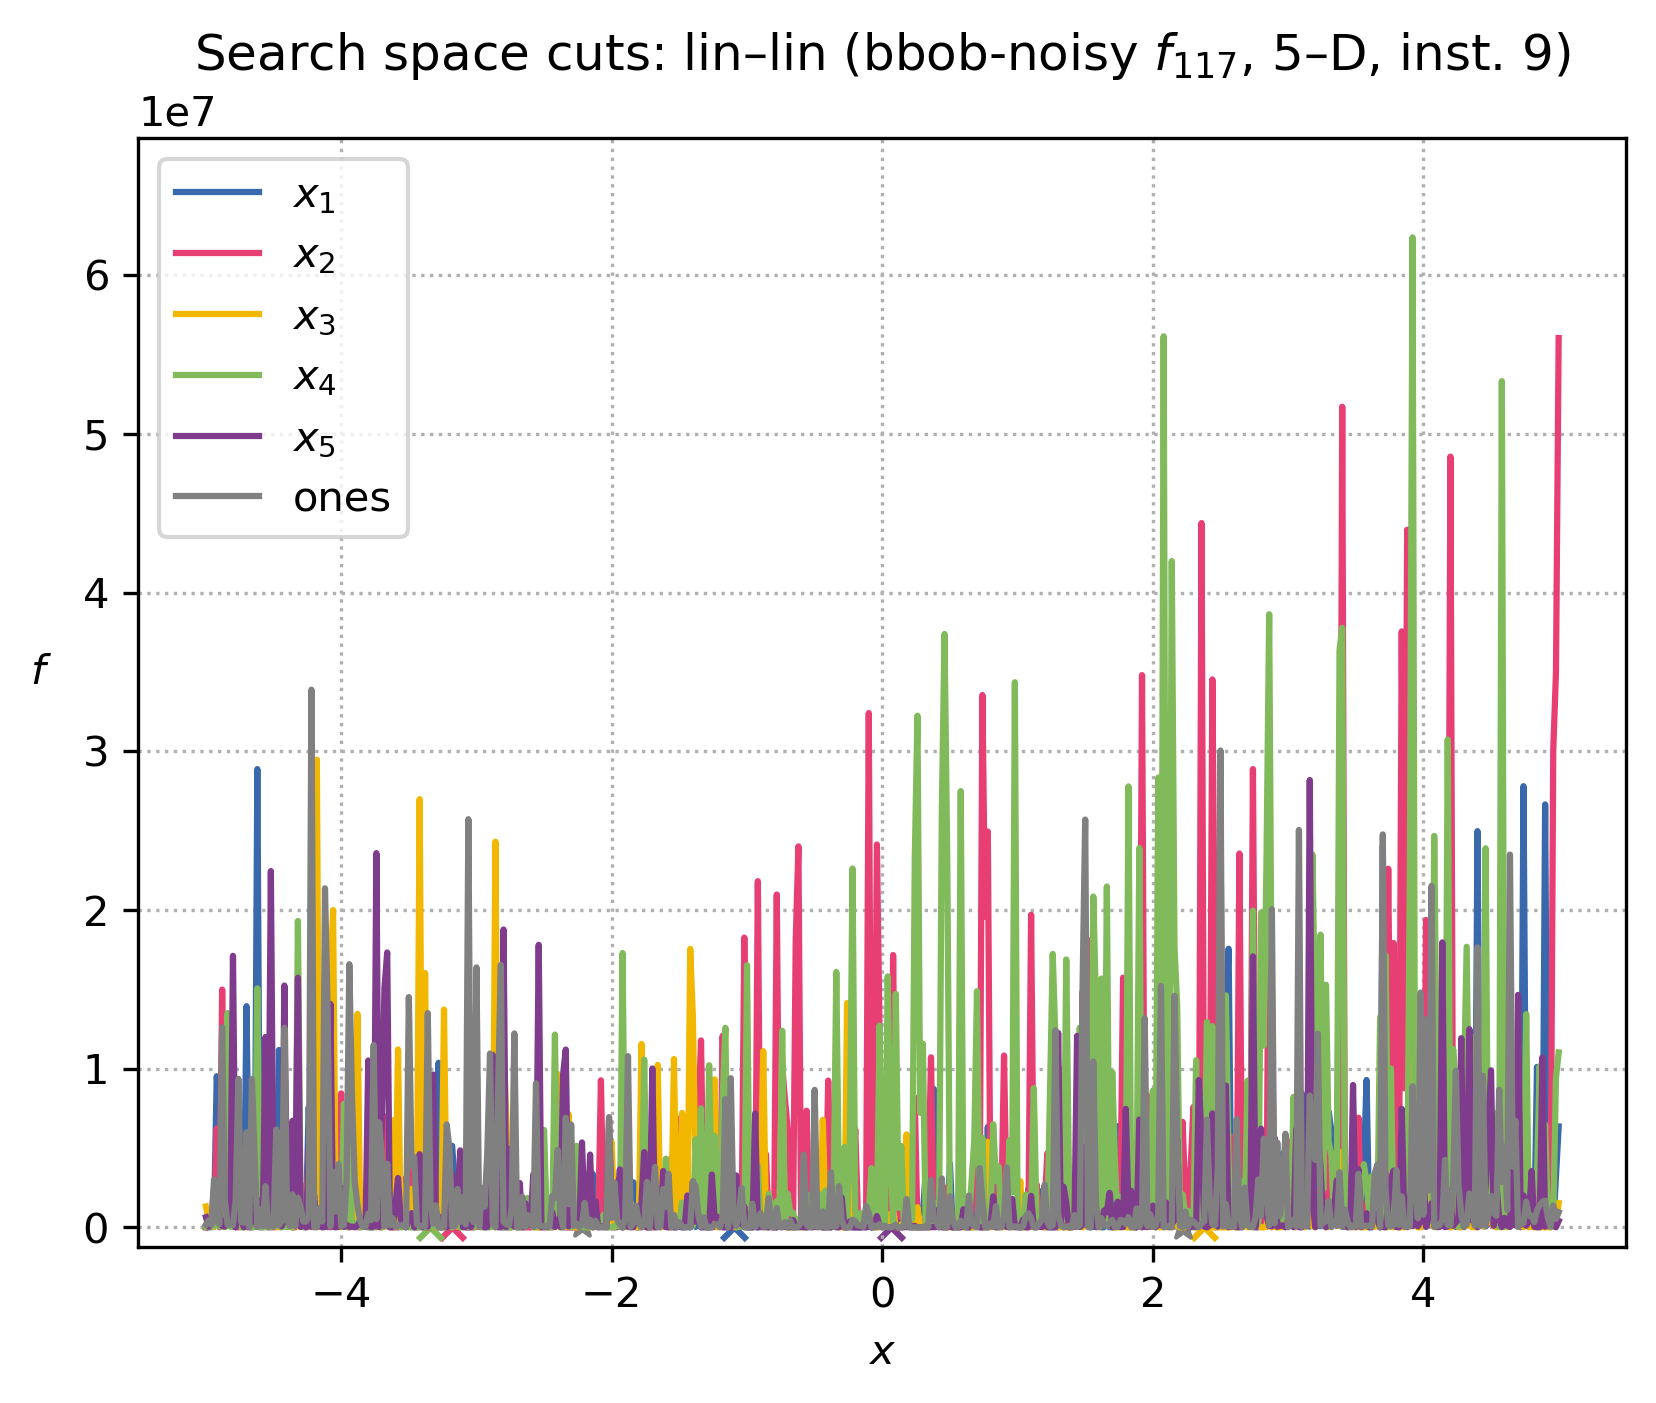 Search space cuts: lin–lin (bbob-noisy f₁₁₇, 5–D, inst. 9)
1e7
x₁
x₂
x₃
x₄
x₅
ones
6
5
4
3
2
1
0
f
−4
−2
0
2
4
x